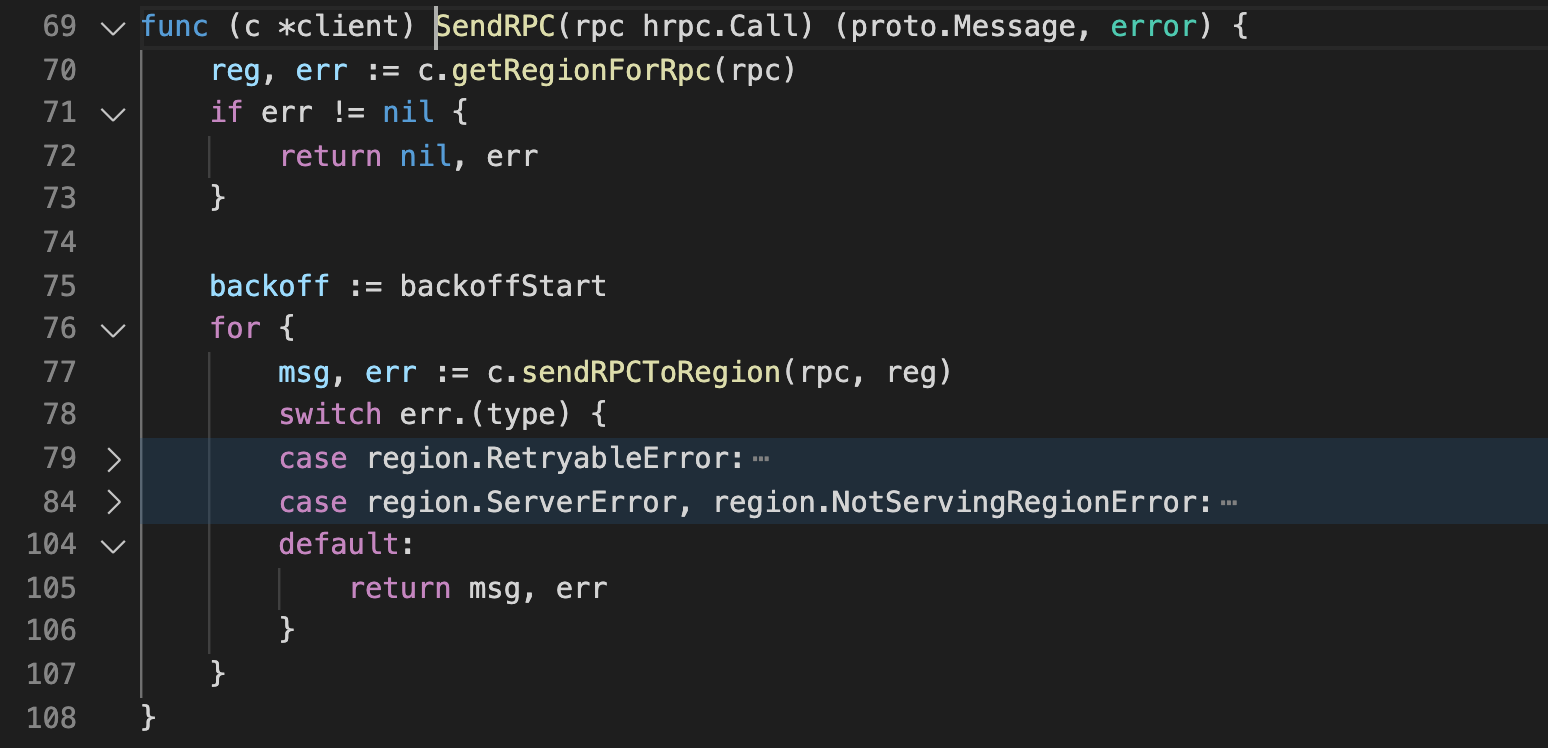 69 func (c *client) SendRPC(rpc hrpc.Call) (proto.Message, error) {
70 reg, err := c.getRegionForRpc(rpc)
71 if err != nil {
72 return nil, err
73 }
74
75 backoff := backoffStart
76 for {
77 msg, err := c.sendRPCToRegion(rpc, reg)
78 switch err.(type) {
79 case region.RetryableError:⋯
84 case region.ServerError, region.NotServingRegionError:⋯
104 default:
105 return msg, err
106 }
107 }
108 }